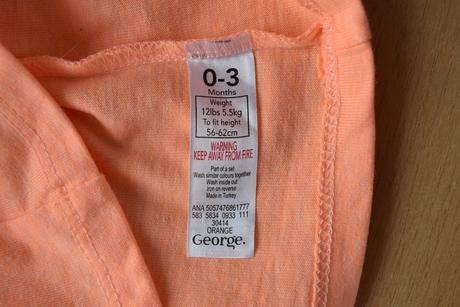 0-3
Months
Weight
12lbs 5.5kg
To fit height
56-62cm
WARNING
KEEP AWAY FROM FIRE
Part of a set
Wash similar colours together
Wash inside out
iron on reverse
Made in Turkey
ANA 5057476861777
583 5834 0933 111
30414
ORANGE
George.